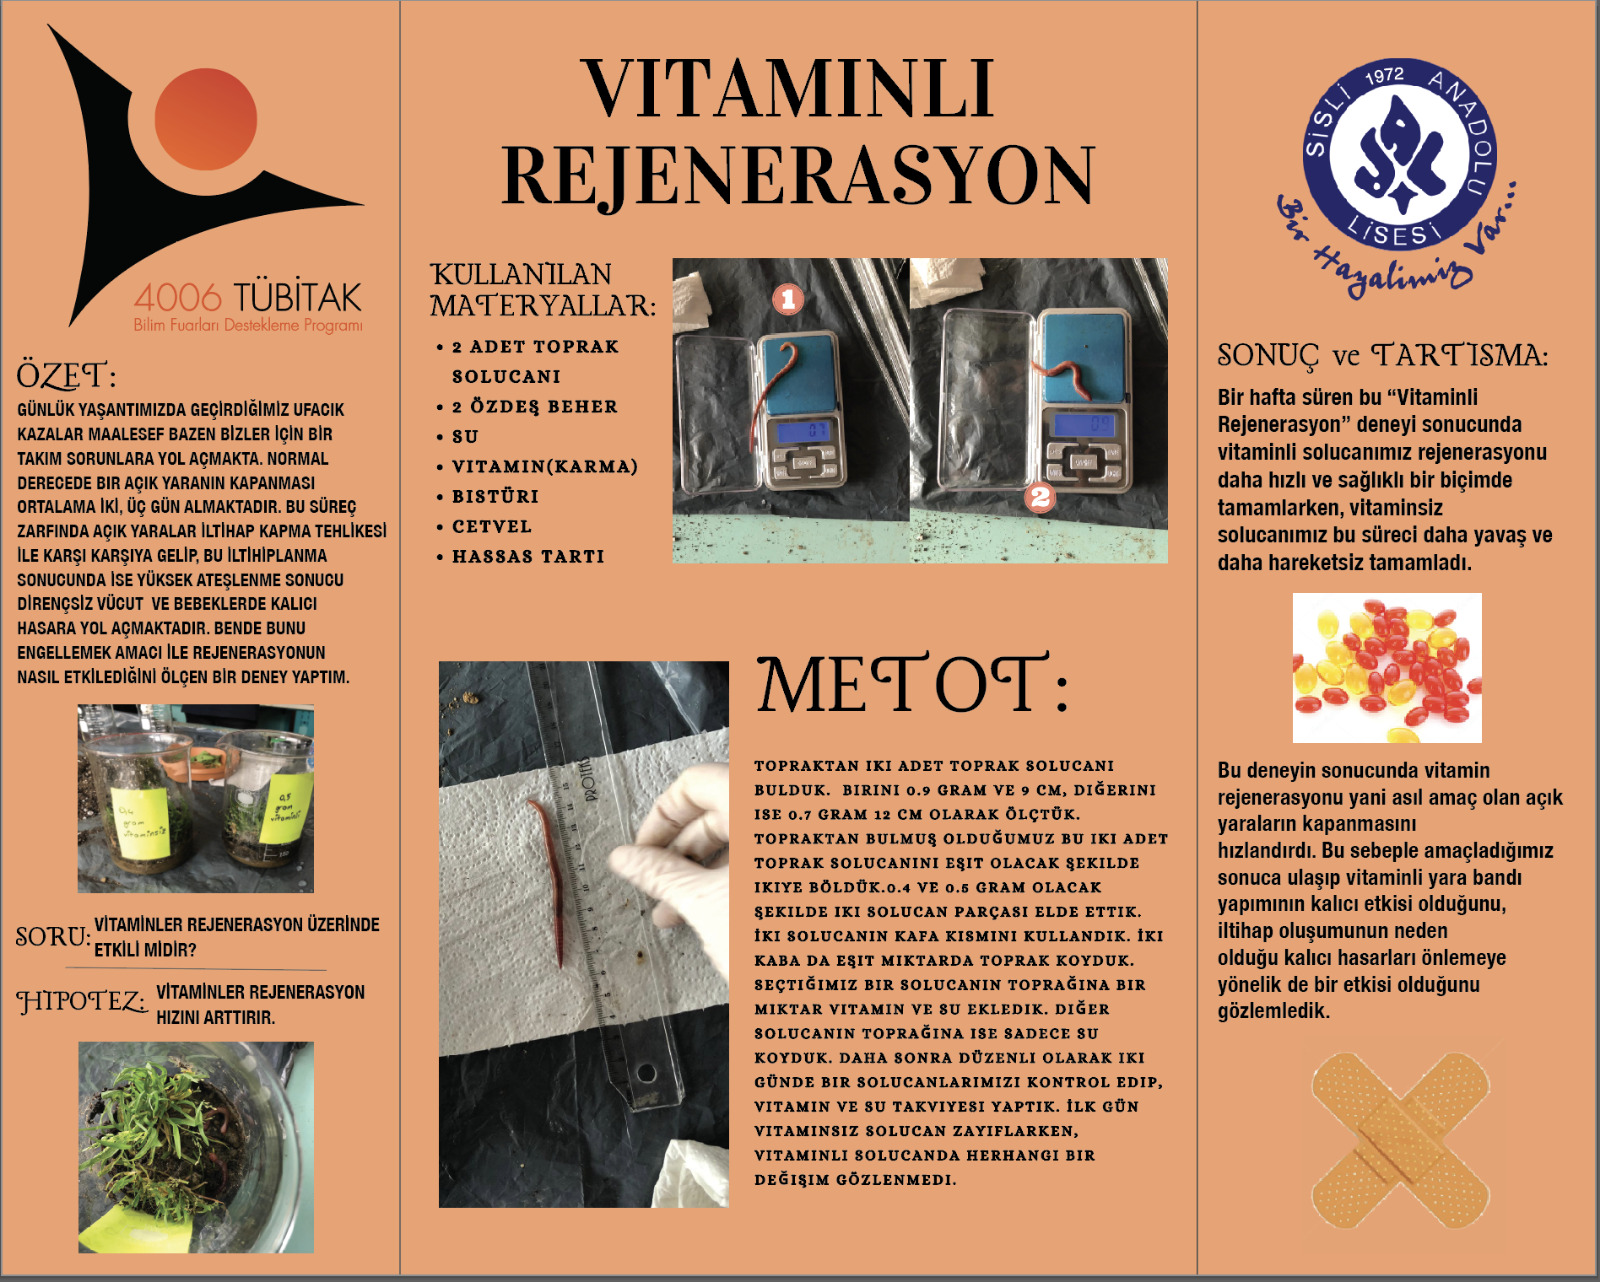 4006 TÜBİTAK
Bilim Fuarları Destekleme Programı
ÖZET:
GÜNLÜK YAŞANTIMIZDA GEÇİRDİĞİMİZ UFACIK
KAZALAR MAALESEF BAZEN BİZLER İÇİN BİR
TAKIM SORUNLARA YOL AÇMAKTA. NORMAL
DERECEDE BIR AÇIK YARANIN KAPANMASI
ORTALAMA İKİ, ÜÇ GÜN ALMAKTADIR. BU SÜREÇ
ZARFINDA AÇIK YARALAR İLTİHAP KAPMA TEHLİKESİ
İLE KARŞI KARŞIYA GELİP, BU İLTİHİPLANMA
SONUCUNDA İSE YÜKSEK ATEŞLENME SONUCU
DİRENÇSİZ VÜCUT VE BEBEKLERDE KALICI
HASARA YOL AÇMAKTADIR. BENDE BUNU
ENGELLEMEK AMACI İLE REJENERASYONUN
NASIL ETKİLEDİĞİNİ ÖLÇEN BİR DENEY YAPTIM.
0,4
gram
vitaminsiz
0,5
gram
vitaminli
SORU: VİTAMİNLER REJENERASYON ÜZERİNDE
ETKİLİ MİDİR?
HIPOTEZ: VİTAMİNLER REJENERASYON
HIZINI ARTTIRIR.
VITAMINLI
REJENERASYON
KULLANILAN
MATERYALLAR:
• 2 ADET TOPRAK
SOLUCANI
• 2 ÖZDEŞ BEHER
• SU
• VITAMIN(KARMA)
• BISTÜRI
• CETVEL
• HASSAS TARTI
1
2
METOT:
TOPRAKTAN IKI ADET TOPRAK SOLUCANI
BULDUK. BIRINI 0.9 GRAM VE 9 CM, DIĞERINI
ISE 0.7 GRAM 12 CM OLARAK ÖLÇTÜK.
TOPRAKTAN BULMUŞ OLDUĞUMUZ BU IKI ADET
TOPRAK SOLUCANINI EŞIT OLACAK ŞEKILDE
IKIYE BÖLDÜK.0.4 VE 0.5 GRAM OLACAK
ŞEKILDE IKI SOLUCAN PARÇASI ELDE ETTIK.
İKI SOLUCANIN KAFA KISMINI KULLANDIK. İKI
KABA DA EŞIT MIKTARDA TOPRAK KOYDUK.
SEÇTIĞIMIZ BIR SOLUCANIN TOPRAĞINA BIR
MIKTAR VITAMIN VE SU EKLEDIK. DIĞER
SOLUCANIN TOPRAĞINA ISE SADECE SU
KOYDUK. DAHA SONRA DÜZENLI OLARAK IKI
GÜNDE BIR SOLUCANLARIMIZI KONTROL EDIP,
VITAMIN VE SU TAKVIYESI YAPTIK. İLK GÜN
VITAMINSIZ SOLUCAN ZAYIFLARKEN,
VITAMINLI SOLUCANDA HERHANGI BIR
DEĞIŞIM GÖZLENMEDI.
SİSLİ 1972 ANADOLU
LİSESİ
Bir Hayalimiz Var...
SONUÇ ve TARTISMA:
Bir hafta süren bu “Vitaminli
Rejenerasyon” deneyi sonucunda
vitaminli solucanımız rejenerasyonu
daha hızlı ve sağlıklı bir biçimde
tamamlarken, vitaminsiz
solucanımız bu süreci daha yavaş ve
daha hareketsiz tamamladı.
Bu deneyin sonucunda vitamin
rejenerasyonu yani asıl amaç olan açık
yaraların kapanmasını
hızlandırdı. Bu sebeple amaçladığımız
sonuca ulaşıp vitaminli yara bandı
yapımının kalıcı etkisi olduğunu,
iltihap oluşumunun neden
olduğu kalıcı hasarları önlemeye
yönelik de bir etkisi olduğunu
gözlemledik.